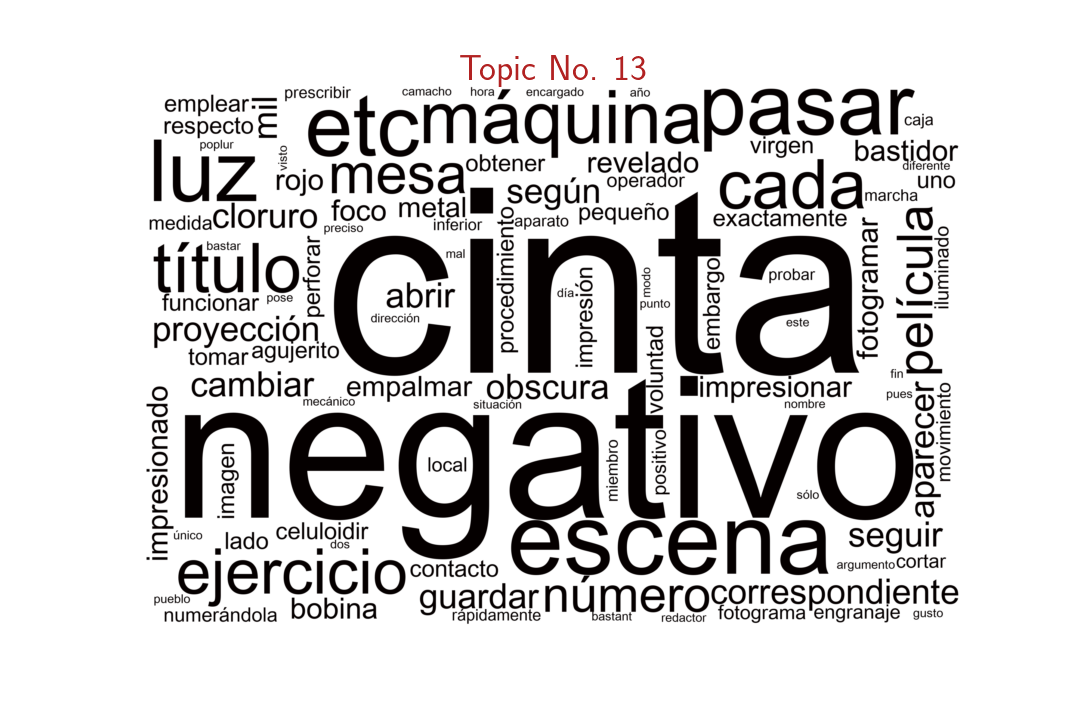 Topic No. 13
prescribir camacho hora encargado año
emplear mil etc máquina pasar caja
respecto virgen
poplur visto obtener revelado bastidor
luz rojo mesa según operador cada diferente uno
marcha
medida cloruro foco metal pequeño exactamente
preciso inferior procedimiento aparato
bastar mal
título perforar cinta embargo fotogramar película iluminado
abrir día impresión modo probar
funcionar pose punto
dirección este
proyección
tomar agujerito voluntad
cambiar empalmar obscura impresionar fin
mecánico situación nombre pues
impresionado negativo aparecer movimiento
imagen local miembro positivo sólo
único celuloidir escena seguir
lado dos
ejercicio contacto argumento cortar
pueblo guardar número correspondiente
numerándola bobina rápidamente bastant redactor fotograma engranaje gusto